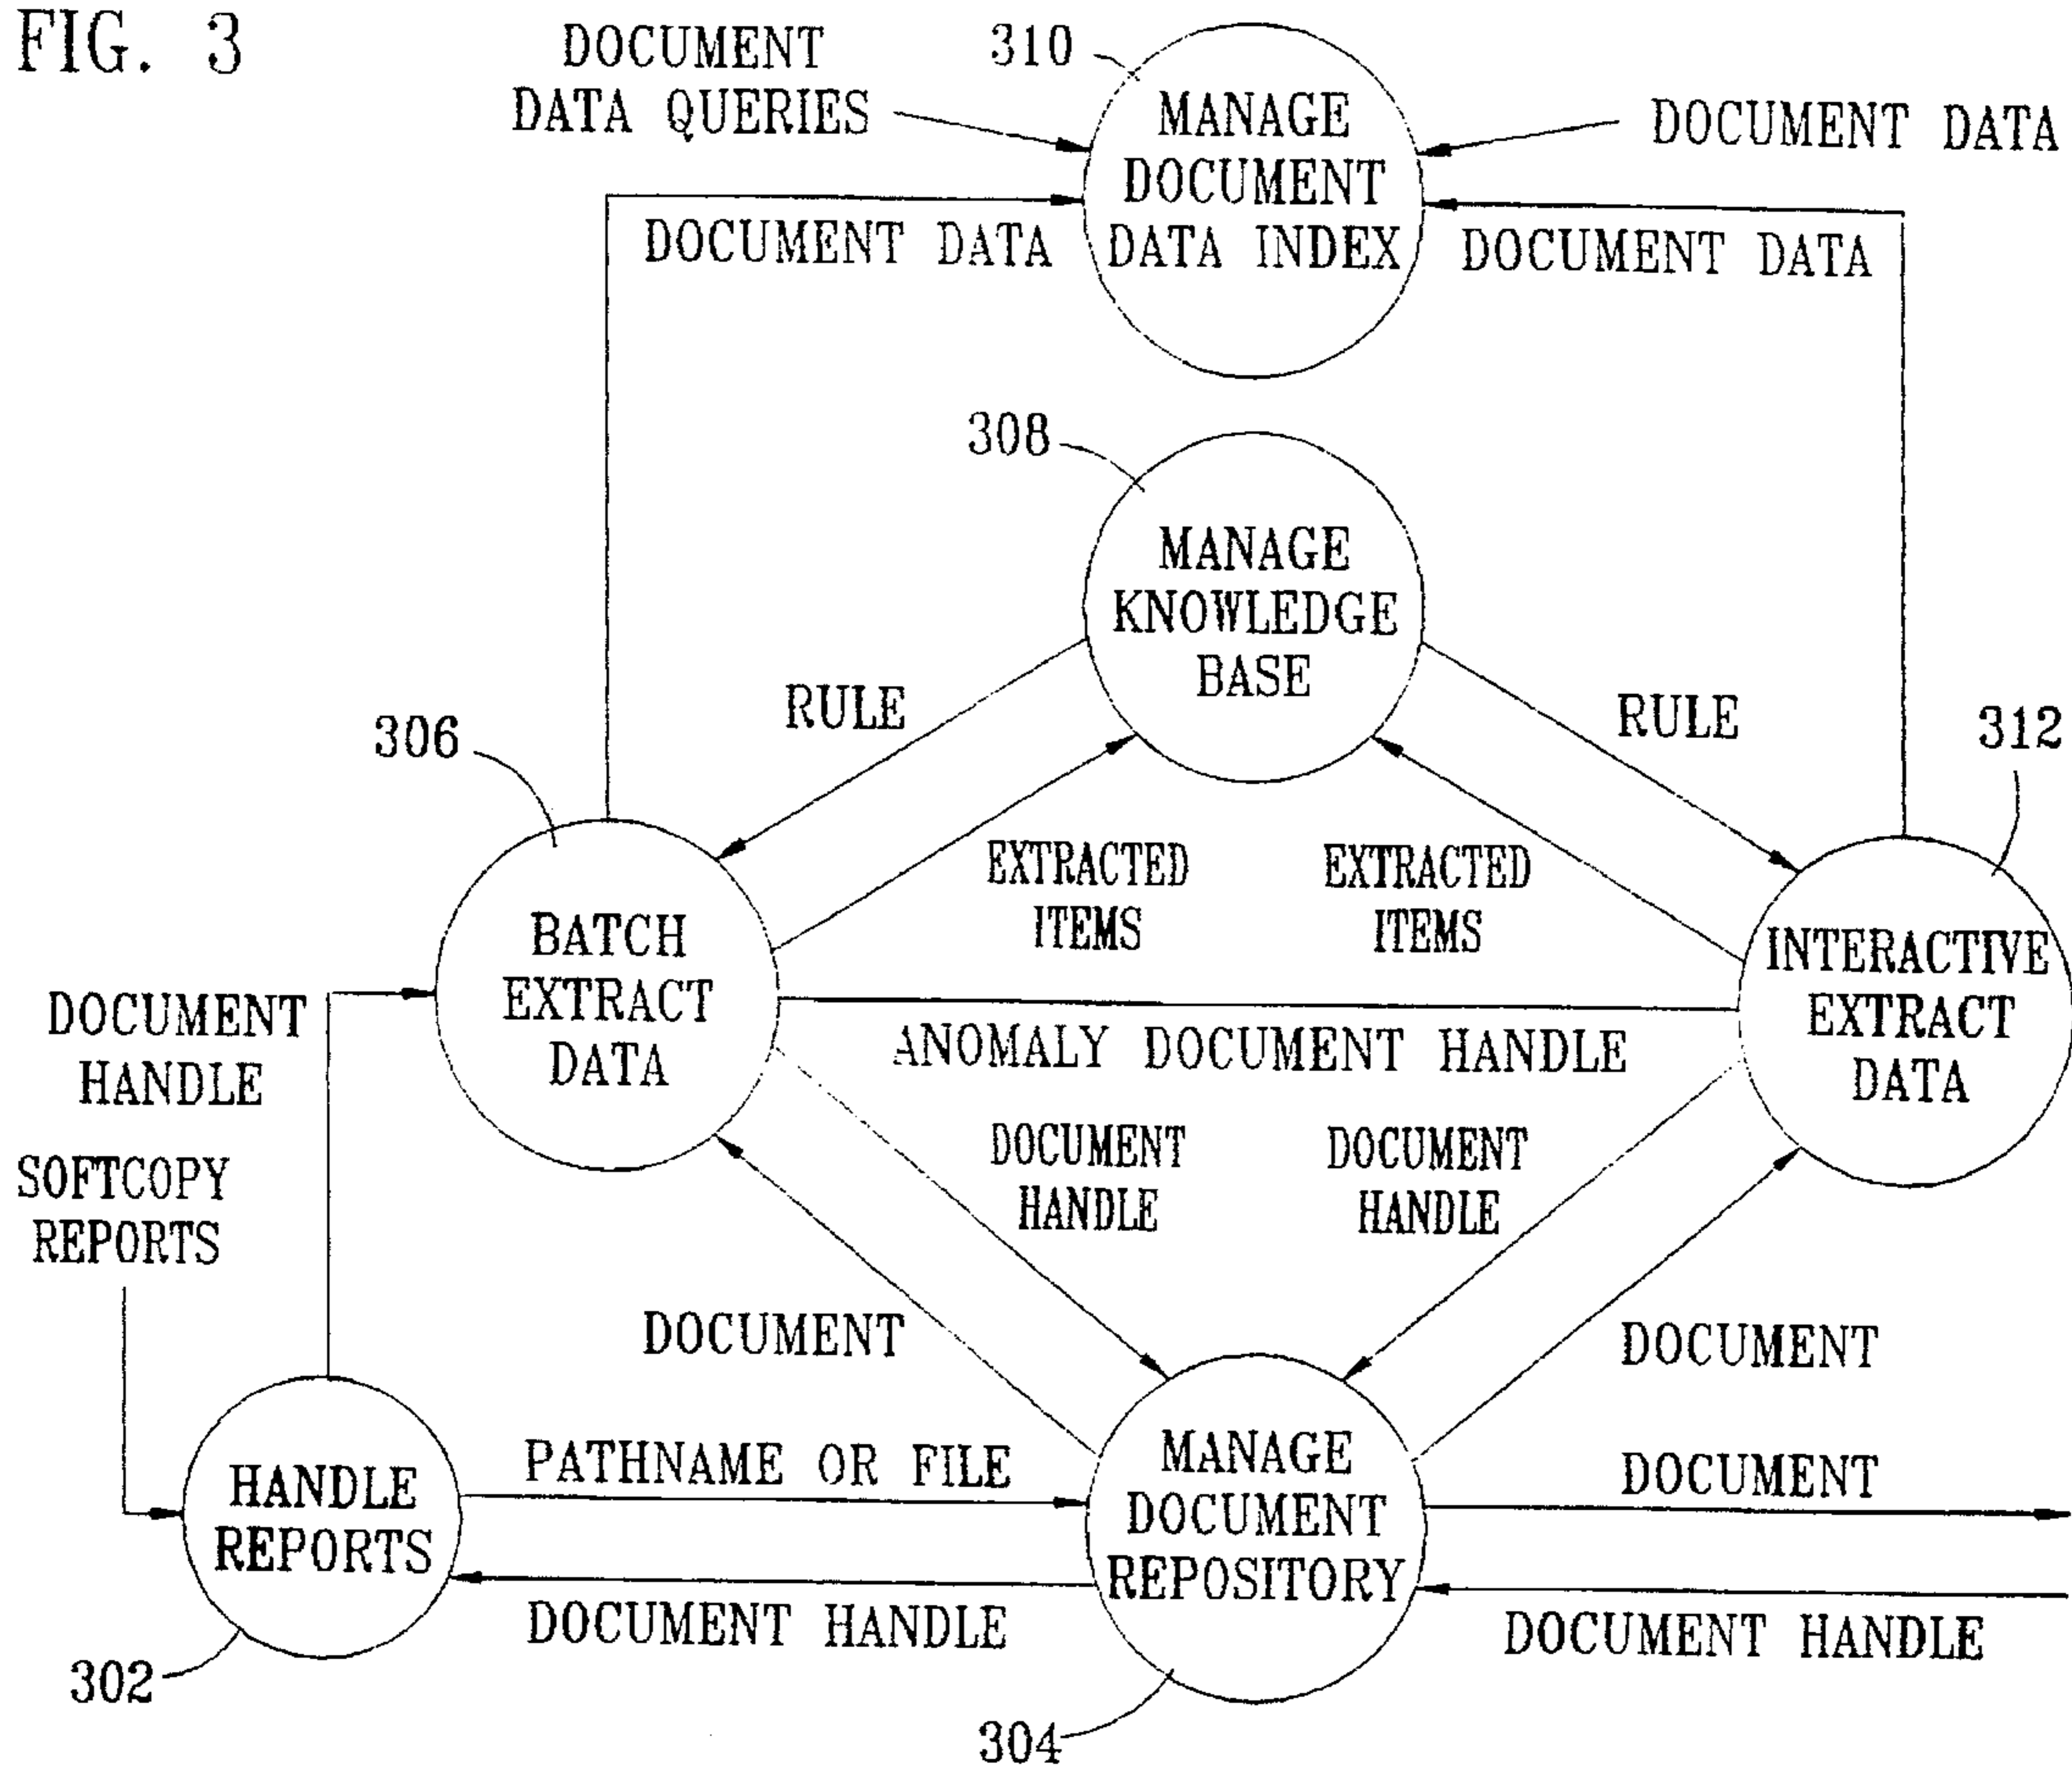 FIG. 3
DOCUMENT
DATA QUERIES
310
MANAGE
DOCUMENT
DATA INDEX
DOCUMENT DATA
DOCUMENT DATA
DOCUMENT DATA
308
MANAGE
KNOWLEDGE
BASE
RULE
RULE
306
312
EXTRACTED
ITEMS
EXTRACTED
ITEMS
BATCH
EXTRACT
DATA
INTERACTIVE
EXTRACT
DATA
DOCUMENT
HANDLE
ANOMALY DOCUMENT HANDLE
SOFTCOPY
REPORTS
DOCUMENT
HANDLE
DOCUMENT
HANDLE
DOCUMENT
DOCUMENT
HANDLE
REPORTS
PATHNAME OR FILE
MANAGE
DOCUMENT
REPOSITORY
DOCUMENT
DOCUMENT HANDLE
DOCUMENT HANDLE
302
304